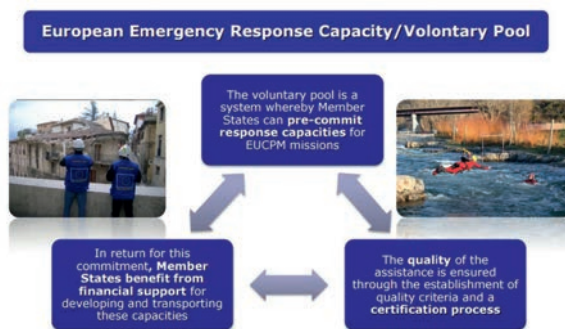 European Emergency Response Capacity/Volontary Pool
The voluntary pool is a
system whereby Member
States can pre-commit
response capacities for
EUCPM missions
In return for this
commitment, Member
States benefit from
financial support for
developing and transporting
these capacities
The quality of the
assistance is ensured
through the establishment of
quality criteria and a
certification process